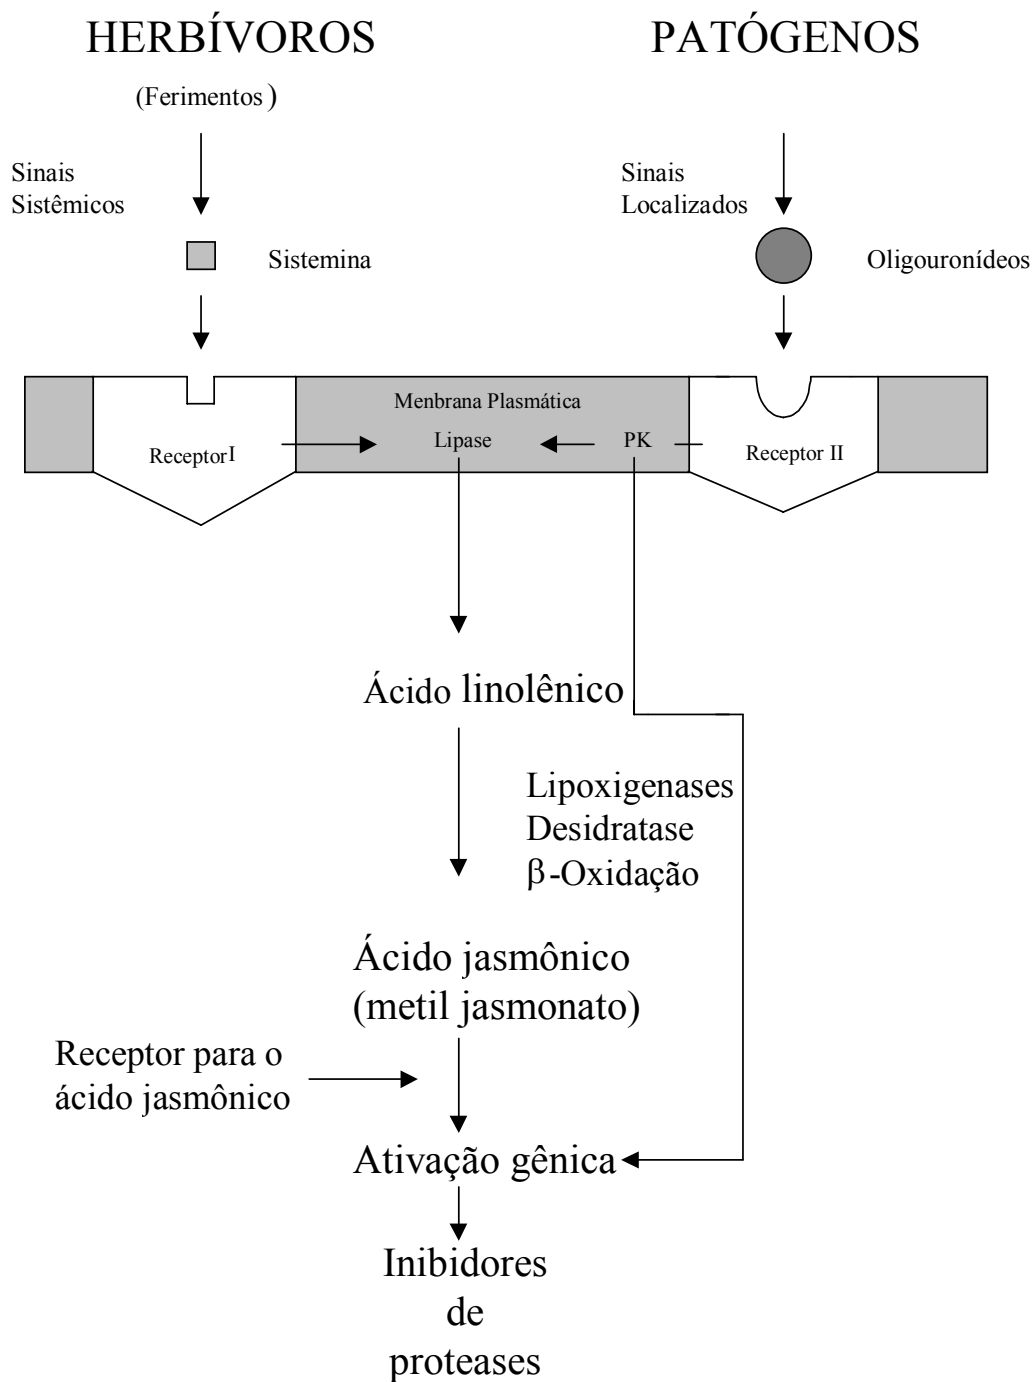 HERBÍVOROS
PATÓGENOS
(Ferimentos )
Sinais
Sistêmicos
Sinais
Localizados
Sistemina
Oligouronídeos
Menbrana Plasmática
Receptor I
Lipase
PK
Receptor II
Ácido linolênico
Lipoxigenases
Desidratase
β-Oxidação
Ácido jasmônico
(metil jasmonato)
Receptor para o
ácido jasmônico
Ativação gênica
Inibidores
de
proteases